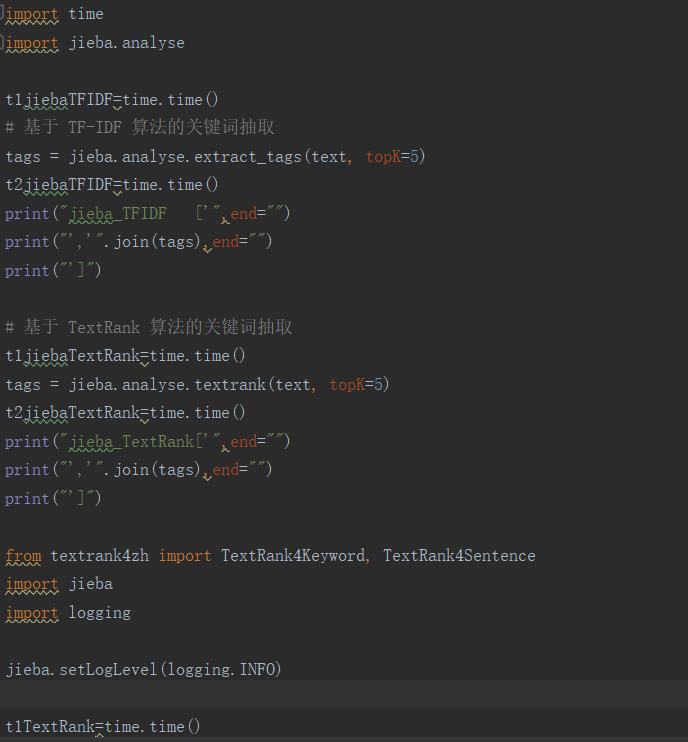 import time
import jieba.analyse
t1jiebaTFIDF=time.time()
# 基于 TF-IDF 算法的关键词抽取
tags = jieba.analyse.extract_tags(text, topK=5)
t2jiebaTFIDF=time.time()
print("jieba_TFIDF   ['",end="")
print("','".join(tags),end="")
print("']")
# 基于 TextRank 算法的关键词抽取
t1jiebaTextRank=time.time()
tags = jieba.analyse.textrank(text, topK=5)
t2jiebaTextRank=time.time()
print("jieba_TextRank['",end="")
print("','".join(tags),end="")
print("']")
from textrank4zh import TextRank4Keyword, TextRank4Sentence
import jieba
import logging
jieba.setLogLevel(logging.INFO)
t1TextRank=time.time()